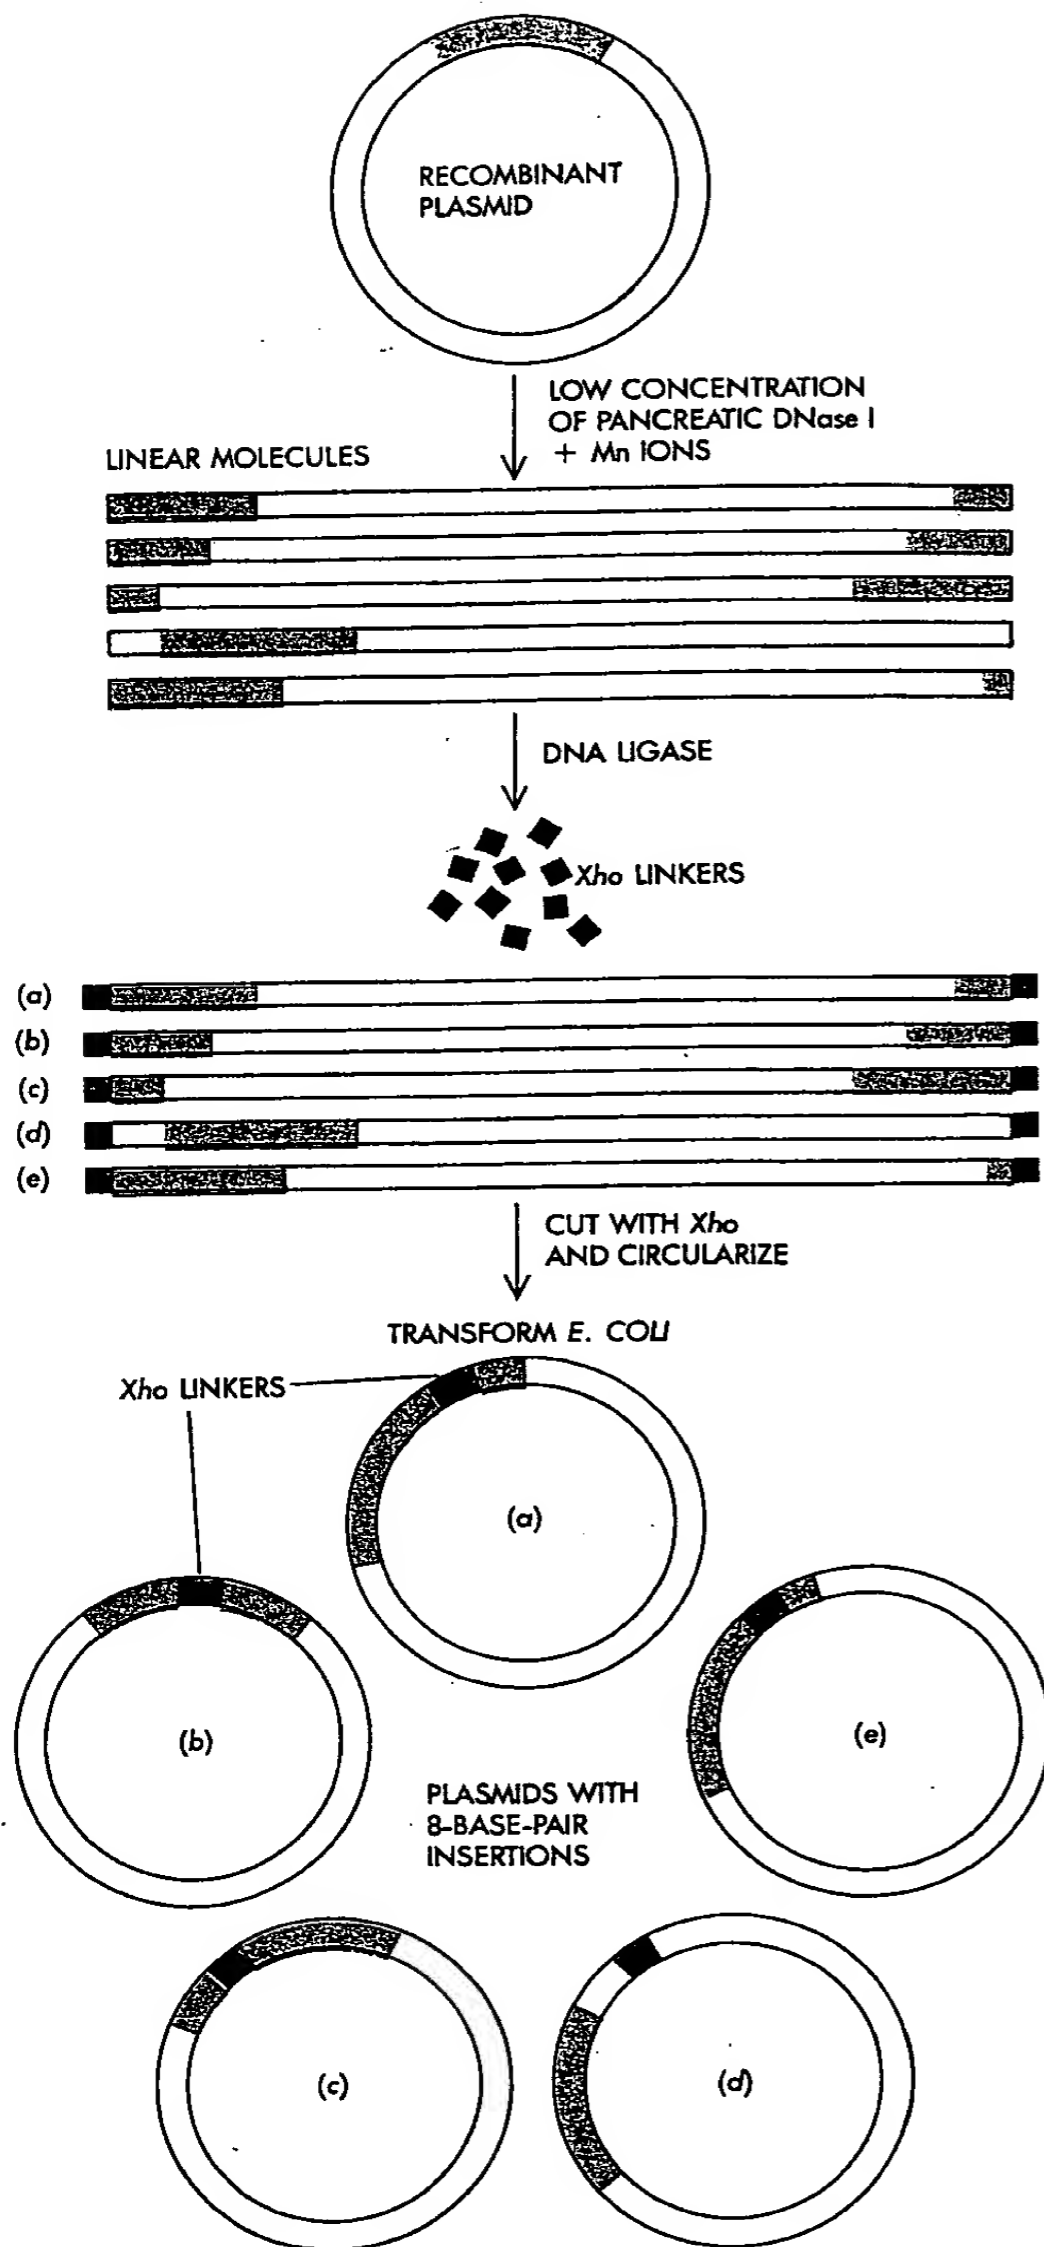 RECOMBINANT
PLASMID
LOW CONCENTRATION
OF PANCREATIC DNase I
+ Mn IONS
LINEAR MOLECULES
DNA LIGASE
Xho LINKERS
(a)
(b)
(c)
(d)
(e)
CUT WITH Xho
AND CIRCULARIZE
TRANSFORM E. COLI
Xho LINKERS
(a)
(b)
(e)
PLASMIDS WITH
8-BASE-PAIR
INSERTIONS
(c)
(d)